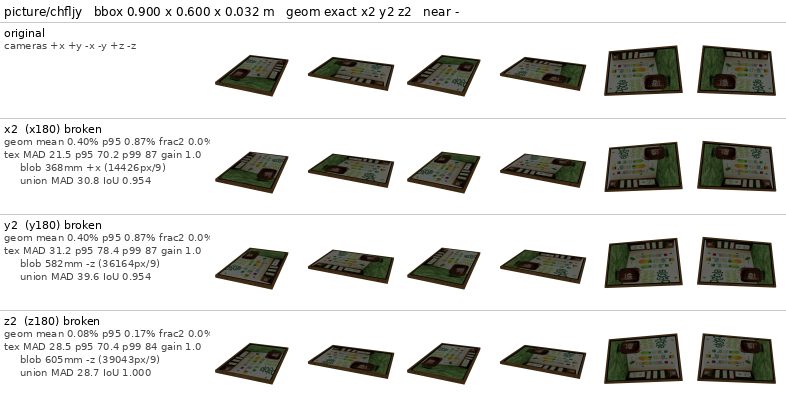 picture/chfljy bbox 0.900 x 0.600 x 0.032 m geom exact x2 y2 z2 near -
original
cameras +x +y -x -y +z -z
x2 (x180) broken
geom mean 0.40% p95 0.87% frac2 0.0%
tex MAD 21.5 p95 70.2 p99 87 gain 1.0
blob 368mm +x (14426px/9)
union MAD 30.8 IoU 0.954
y2 (y180) broken
geom mean 0.40% p95 0.87% frac2 0.0%
tex MAD 31.2 p95 78.4 p99 87 gain 1.0
blob 582mm -z (36164px/9)
union MAD 39.6 IoU 0.954
z2 (z180) broken
geom mean 0.08% p95 0.17% frac2 0.0%
tex MAD 28.5 p95 70.4 p99 84 gain 1.0
blob 605mm -z (39043px/9)
union MAD 28.7 IoU 1.000